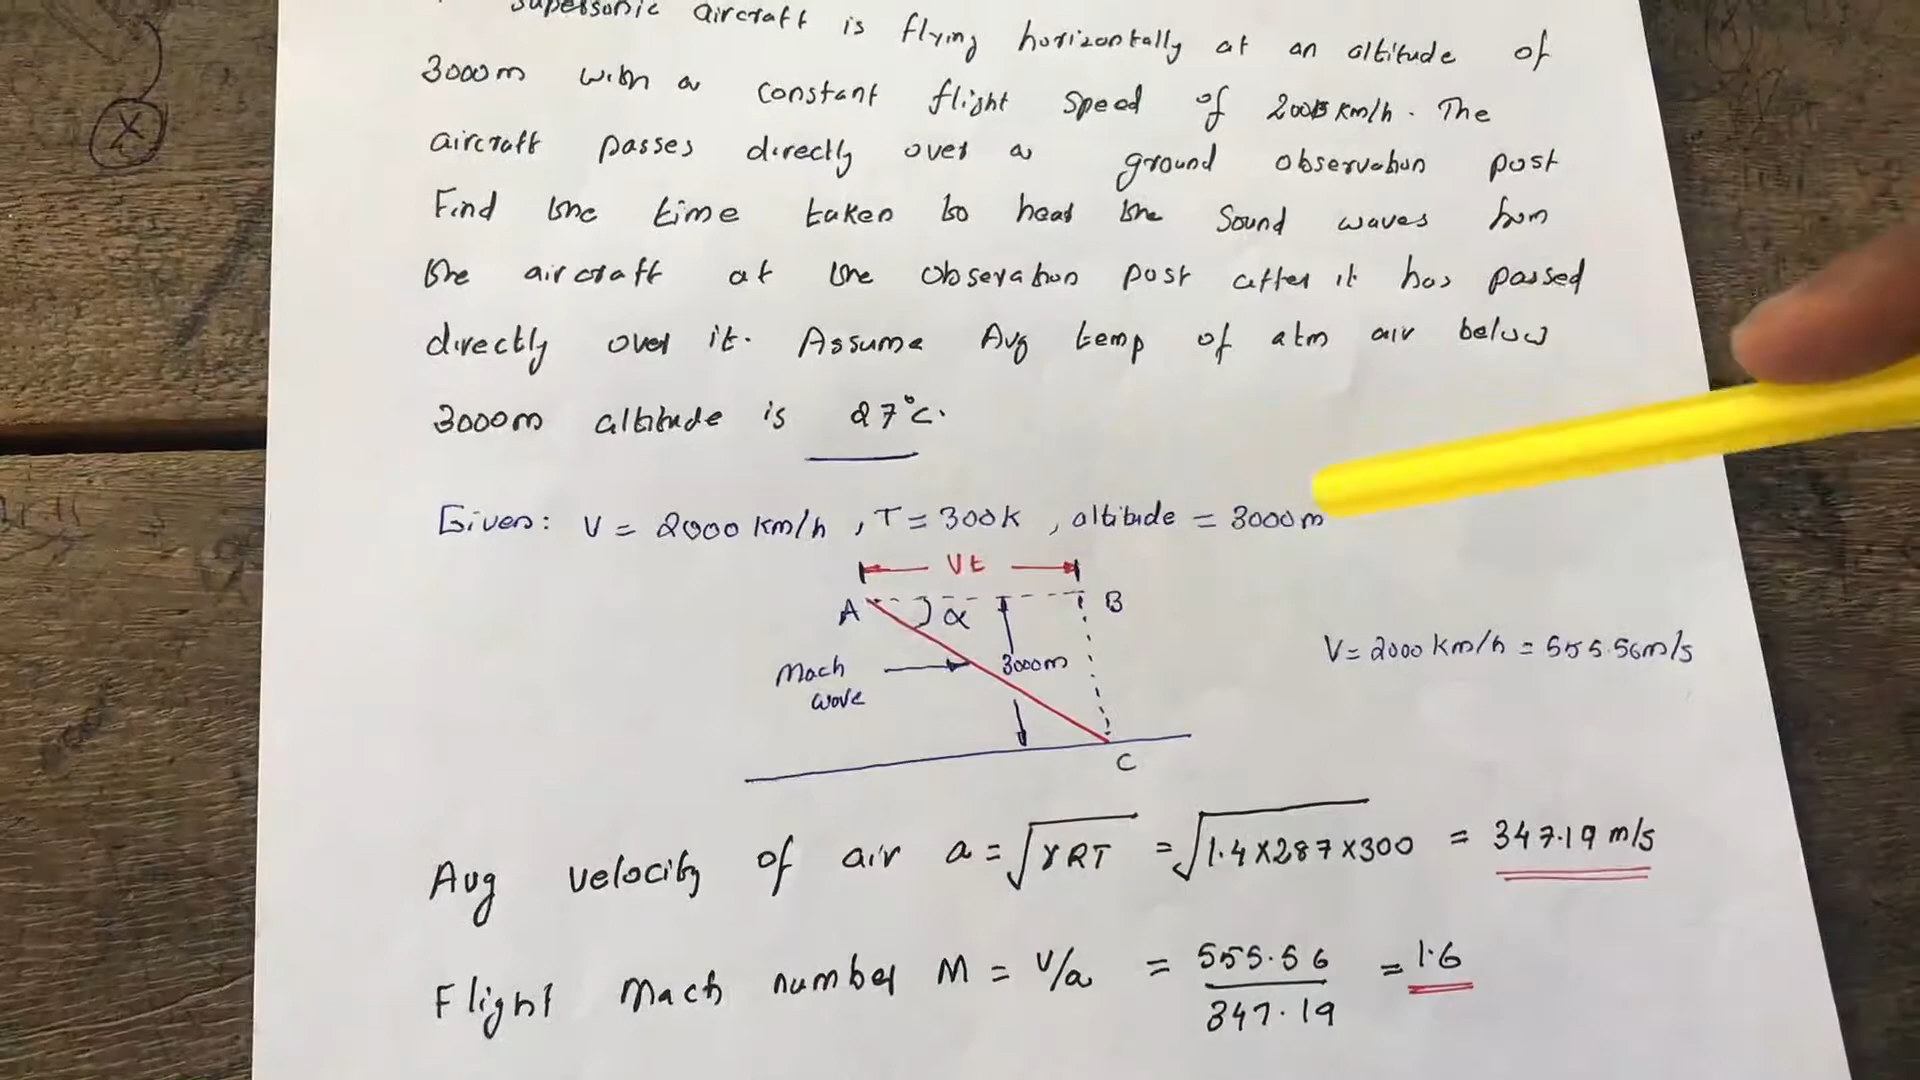 supersonic aircraft is flying horizontally at an altitude of
3000m with a constant flight speed of 2000 km/h. The
aircraft passes directly over a ground observation post
Find the time taken to hear the sound waves from
the aircraft at the observation post after it has passed
directly over it. Assume Avg temp of atm air below
3000m altitude is 27°C.
Given: V = 2000 km/h, T = 300k, altitude = 3000m
Vt
A α B
Mach wave
3000m
V = 2000 km/h = 555.56m/s
C
Avg velocity of air a = √γRT = √1.4X287X300 = 347.19 m/s
Flight Mach number M = V/a = 555.56/347.19 = 1.6
X